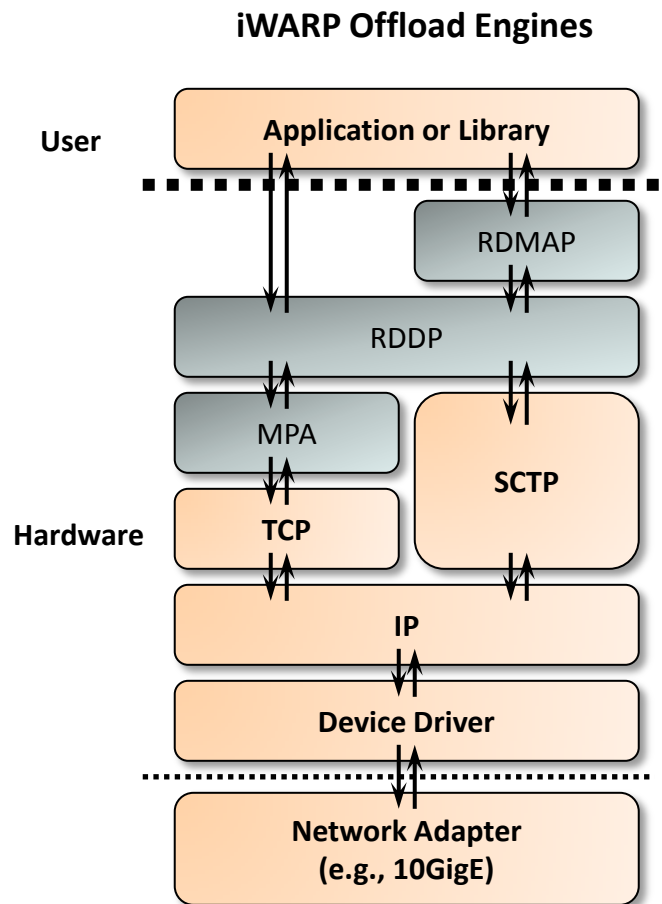 iWARP Offload Engines
User
Application or Library
RDMAP
RDDP
MPA
SCTP
Hardware
TCP
IP
Device Driver
Network Adapter
(e.g., 10GigE)